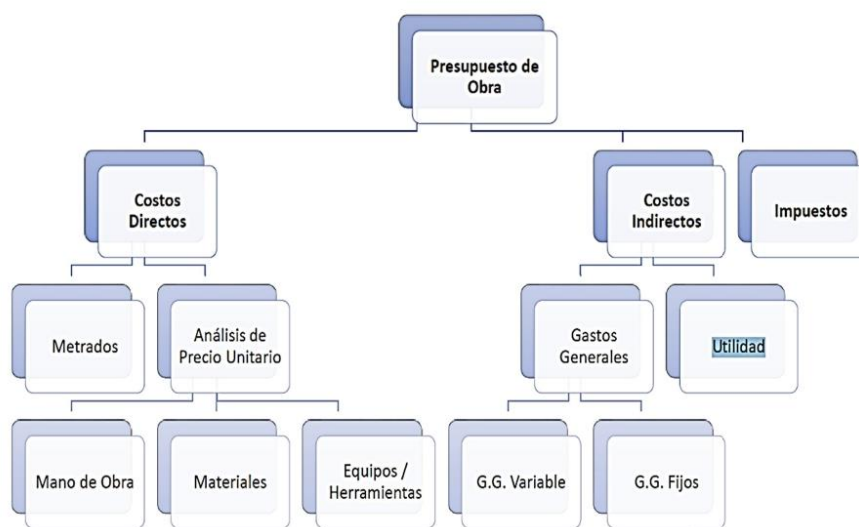 Presupuesto de
Obra
Costos
Directos
Costos
Indirectos
Impuestos
Metrados
Análisis de
Precio Unitario
Gastos
Generales
Utilidad
Mano de Obra
Materiales
Equipos /
Herramientas
G.G. Variable
G.G. Fijos